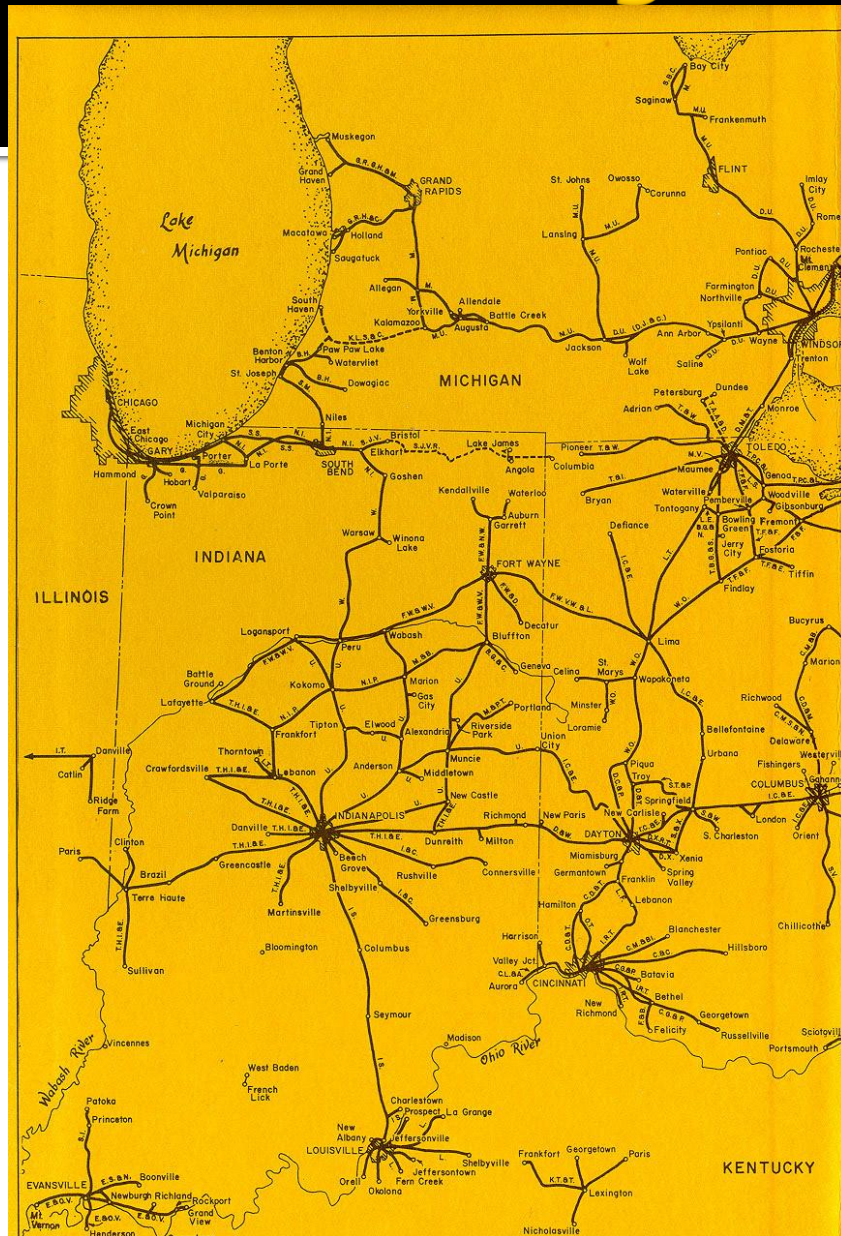 Bay City
S.B.C.
M.
Saginaw
M.U.
Frankenmuth
M.U.
FLINT
Muskegon
G.R.G.H.&M.
Grand
Haven
GRAND
RAPIDS
St. Johns
Owosso
Carunna
Imlay
City
D.U.
Rome
Lake
Michigan
G.R.H.&C.
Macatawa
Holland
Saugatuck
M.U.
M.U.
Lansing
D.U.
D.U.
Rochester
Pontiac
Mt.
Clemen
M.
M.U.
D.U.
D.U.
Farmington
Northville
Allegan
M.
M.
Allendale
Yorkville
Kalamazoo
Augusta
Battle Creek
South
Haven
M.U.
M.U.
D.U. (D.J.&C.)
Ann Arbor
Ypsilanti
D.U.
Wayne
WINDSOR
Jackson
K.L.S.&C.
Benton
Harbor
B.H.
Paw Paw Lake
Watervliet
St. Joseph
B.H.
Dowagiac
S.M.
Wolf
Lake
Saline
D.U.
D.U.
Trenton
MICHIGAN
Petersburg
Dundee
CHICAGO
Niles
Adrian
T.&W.
T.A.A.&D.
D.M.&T.
Monroe
East
Chicago
Michigan
City
S.S.
N.I.
N.I.
N.I.
S.J.V.
Bristol
S.J.V.R.
Lake James
Pioneer
T.&W.
TOLEDO
GARY
Porter
N.I.
S.S.
N.I.
SOUTH
BEND
Elkhart
Angola
Columbia
M.V.
Maumee
Genoa
Hammond
Hobart
G.
G.
La Porte
Valparaiso
N.I.
Goshen
T.&I.
Bryan
Waterville
Pemberville
Woodville
T.P.C.&L.
Gibsonburg
Crown
Point
Kendallville
Waterloo
Auburn
Garrett
Tontogany
L.E.
B.G.&
N.
Bowling
Green
Fremont
W.
Warsaw
Winona
Lake
F.W.&N.W.
Defiance
Jerry
City
T.F.&F.
F.&F.
INDIANA
I.C.&E.
L.T.
T.B.G.&S.
Fostoria
T.F.&E.
Tiffin
FORT WAYNE
ILLINOIS
W.
F.W.&W.V.
F.W.&W.V.
F.W.&D.
Decatur
F.W.V.W.&L.
W.O.
Findlay
T.F.&F.
Logansport
Wabash
Peru
Bluffton
Lima
Bucyrus
F.W.&W.V.
U.
U.
M.&B.
B.G.&C.
Geneva
St.
Marys
W.O.
C.M.&B.
Battle
Ground
Kokomo
N.I.P.
Marion
Celina
Wapakoneta
Marion
Gas
City
W.O.
I.C.&E.
Lafayette
T.H.I.&E.
N.I.P.
U.
U.
U.
M.&P.T.
Portland
Minster
Loramie
Richwood
C.D.&M.
C.M.S.&N.
Tipton
Elwood
Riverside
Park
Frankfort
Alexandria
Union
City
Bellefontaine
Delaware
I.T.
Danville
Thorntown
Muncie
U.
W.O.
Urbana
Westervi
Catlin
Crawfordsville
T.H.I.&E.
Lebanon
U.
Anderson
U.
Middletown
I.C.&E.
Piqua
Troy
Fishingers
Gahanna
Ridge
Farm
T.H.I.&E.
T.H.I.&E.
U.
U.
New Castle
D.C.&P.
D.&T.
S.T.&P.
Springfield
COLUMBUS
I.C.&E.
INDIANAPOLIS
Richmond
New Paris
New Carlisle
I.C.&E.
S.&X.
S.&W.
London
Danville
T.H.I.&E.
T.H.I.&E.
T.H.I.&E.
Dunreith
Milton
D.&W.
DAYTON
S. Charleston
Orient
I.C.&E.
Clinton
Paris
Brazil
T.H.I.&E.
Greencastle
Beech
Grove
I.&C.
Rushville
Connersville
Miamisburg
Germantown
D.X.
Xenia
Spring
Valley
Shelbyville
I.&C.
Franklin
S.V.
Terre Haute
T.H.I.&E.
T.H.I.&E.
Martinsville
Greensburg
C.D.&T.
L.F.
Lebanon
Hamilton
Chillicothe
I.S.
C.D.&T.
O.T.
I.R.T.
Blanchester
Harrison
C.M.&BL.
Bloomington
Columbus
C.&C.
Hillsboro
Sullivan
Valley Jct.
C.L.&A.
Aurora
CINCINNATI
C.G.&P.
Batavia
I.R.T.
Bethel
I.R.T.
New
Richmond
F.&B.
C.G.&P.
Georgetown
Seymour
Felicity
Russellville
Sciotoville
Portsmouth
Vincennes
Madison
Wabash River
Ohio River
West Baden
French
Lick
I.S.
Patoka
Princeton
Charlestown
I.S.
Prospect
La Grange
S.I.
New
Albany
Jeffersonville
L.
LOUISVILLE
L.
Shelbyville
Frankfort
Georgetown
Paris
KENTUCKY
E.S.&N.
Boonville
L.
Jeffersontown
Fern Creek
K.T.&T.
EVANSVILLE
Newburgh
Richland
Rockport
Orell
Okolona
Lexington
E.&O.V.
Mt.
Vernon
E.&O.V.
E.&O.V.
Grand
View
Henderson
Nicholasville